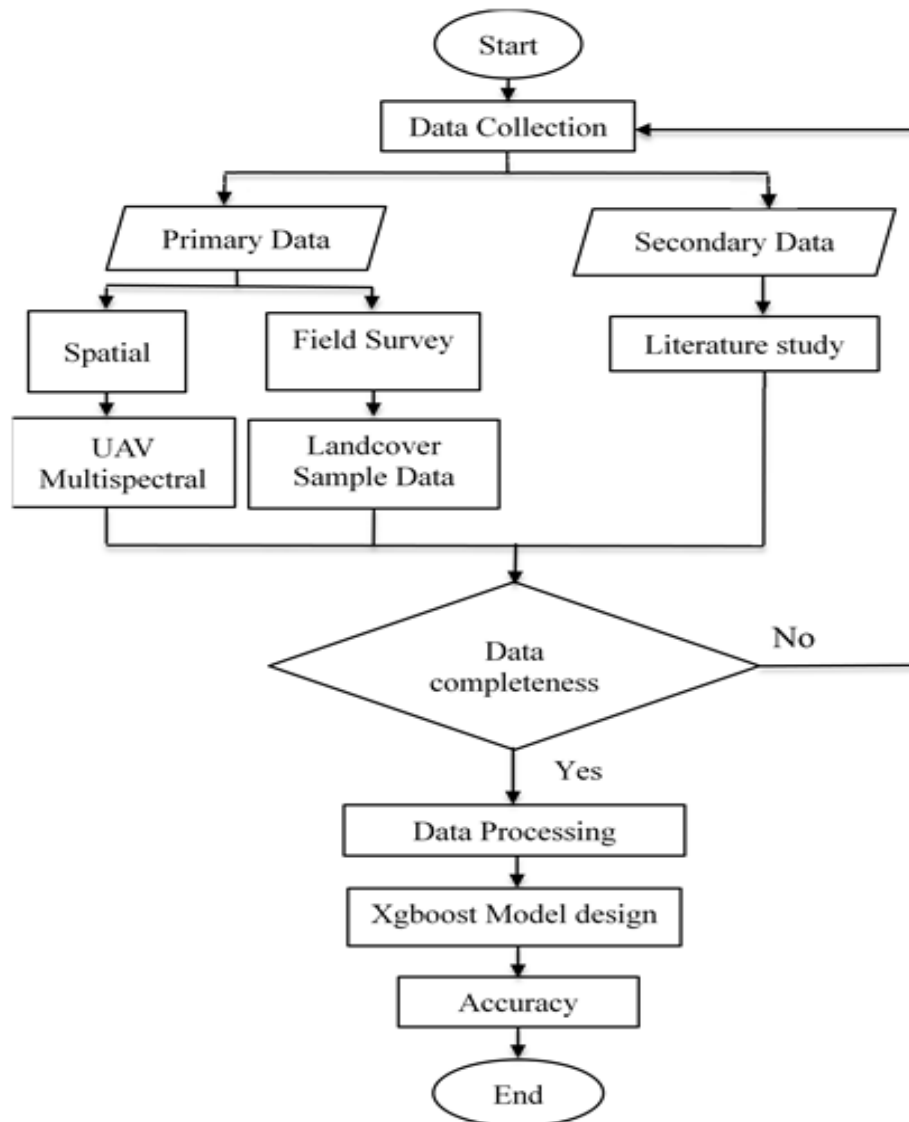 Start
Data Collection
Primary Data
Secondary Data
Spatial
Field Survey
Literature study
UAV
Multispectral
Landcover
Sample Data
Data
completeness
No
Yes
Data Processing
Xgboost Model design
Accuracy
End